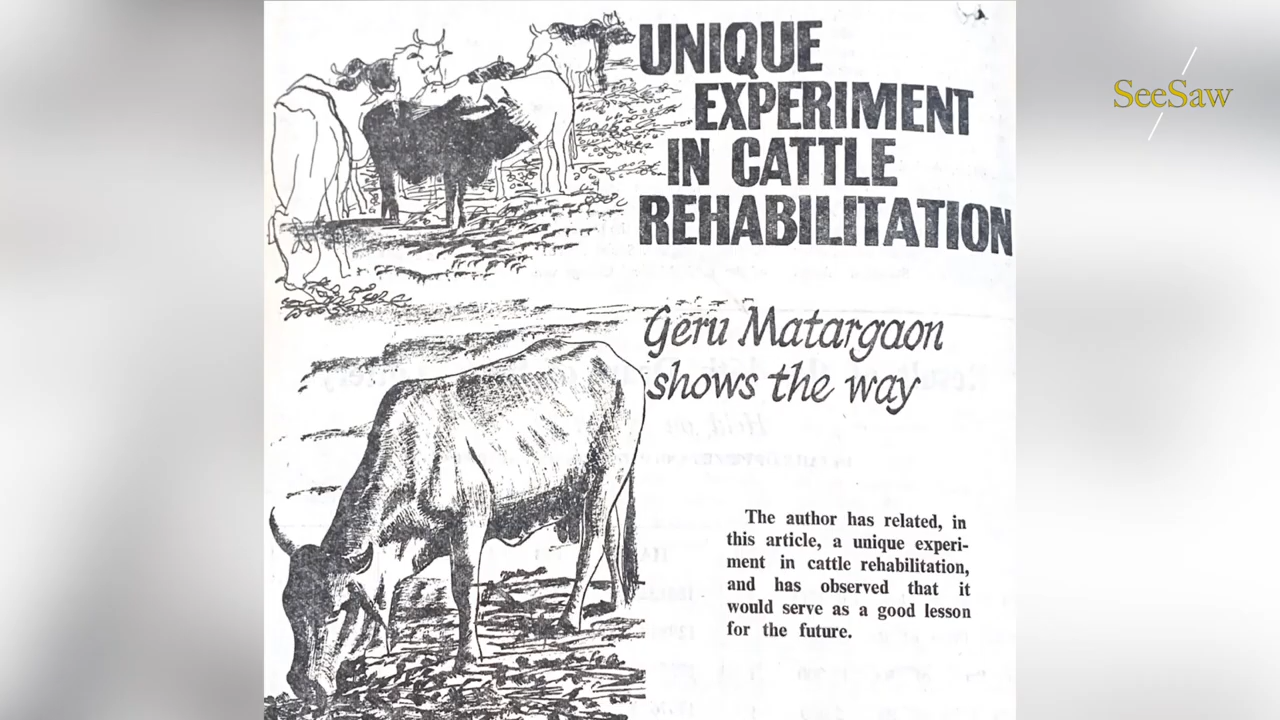 UNIQUE
EXPERIMENT
IN CATTLE
REHABILITATION
SeeSaw
Geru Matargaon
shows the way
The author has related, in
this article, a unique experi-
ment in cattle rehabilitation,
and has observed that it
would serve as a good lesson
for the future.